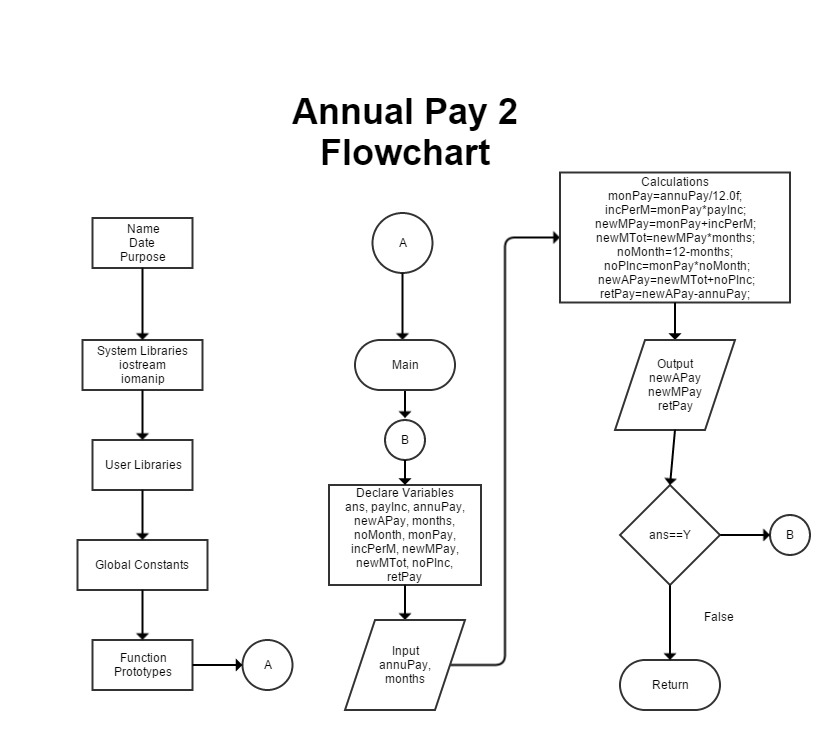 Annual Pay 2
Flowchart
Name
Date
Purpose
System Libraries
iostream
iomanip
User Libraries
Global Constants
Function
Prototypes
A
A
Main
B
Declare Variables
ans, payInc, annuPay,
newAPay, months,
noMonth, monPay,
incPerM, newMPay,
newMTot, noPInc,
retPay
Input
annuPay,
months
Calculations
monPay=annuPay/12.0f;
incPerM=monPay*payInc;
newMPay=monPay+incPerM;
newMTot=newMPay*months;
noMonth=12-months;
noPInc=monPay*noMonth;
newAPay=newMTot+noPInc;
retPay=newAPay-annuPay;
Output
newAPay
newMPay
retPay
ans==Y
B
False
Return